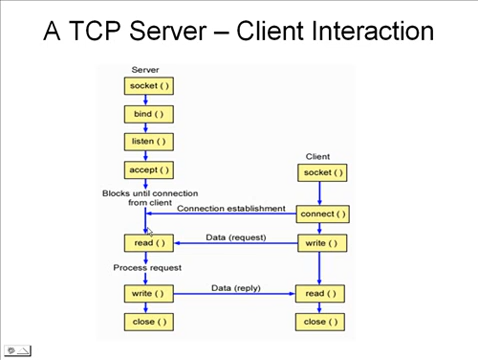 A TCP Server – Client Interaction
Server
socket ( )
bind ( )
listen ( )
accept ( )
Blocks until connection
from client
Client
socket ( )
Connection establishment
connect ( )
read ( )
Data (request)
write ( )
Process request
write ( )
Data (reply)
read ( )
close ( )
close ( )